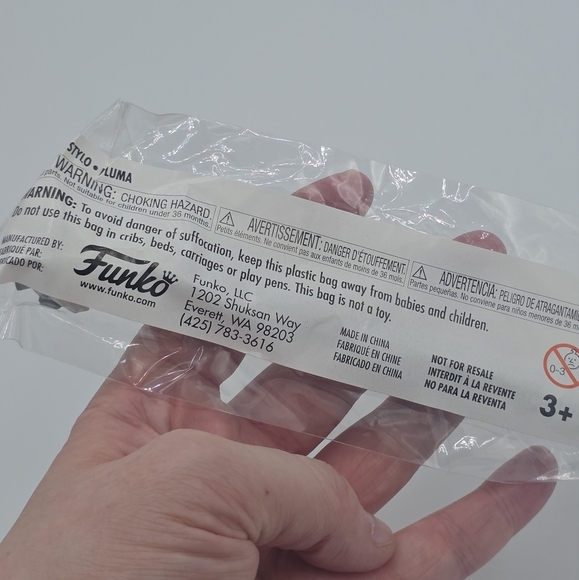 STYLO • PLUMA
WARNING: CHOKING HAZARD.
parts. Not suitable for children under 36 months.
AVERTISSEMENT: DANGER D'ÉTOUFFEMENT.
Petits éléments. Ne convient pas aux enfants de moins de 36 mois.
ADVERTENCIA: PELIGRO DE ATRAGANTAMIE
Partes pequeñas. No conviene para niños menores de 36 m
WARNING: To avoid danger of suffocation, keep this plastic bag away from babies and children.
Do not use this bag in cribs, beds, carriages or play pens. This bag is not a toy.
MANUFACTURED BY:
FABRIQUÉ PAR:
FABRICADO POR:
Funko
www.funko.com
Funko, LLC
1202 Shuksan Way
Everett, WA 98203
(425) 783-3616
MADE IN CHINA
FABRIQUÉ EN CHINE
FABRICADO EN CHINA
NOT FOR RESALE
INTERDIT À LA REVENTE
NO PARA LA REVENTA
0-3
3+